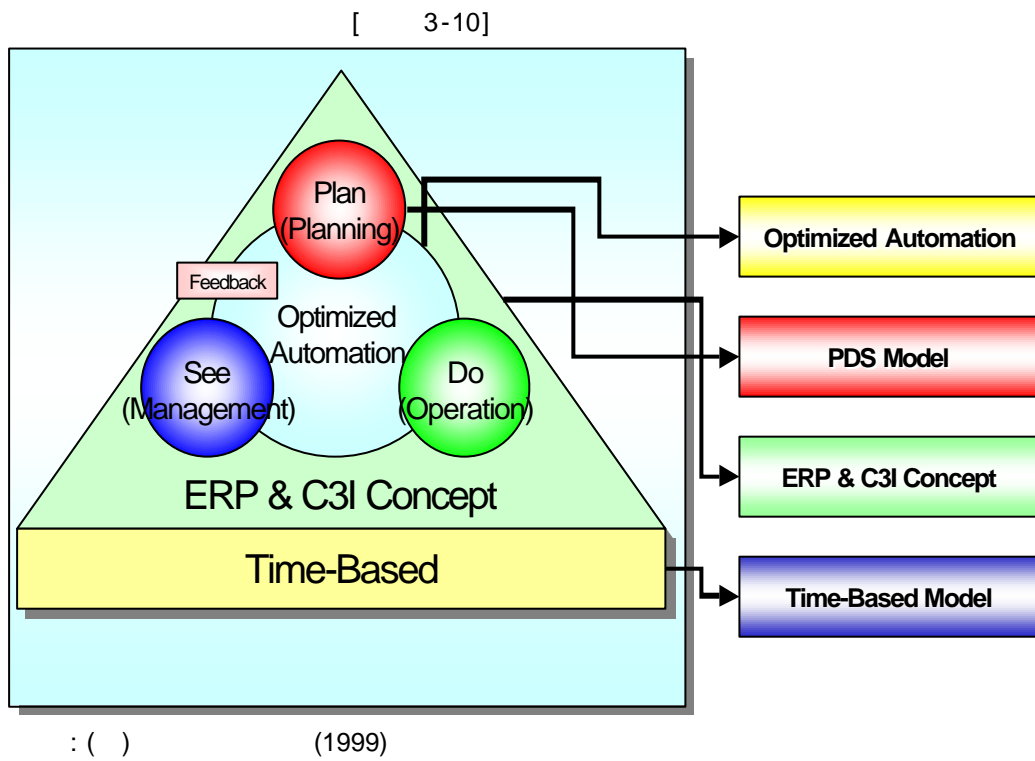 [ 3-10]
Plan
(Planning)
Feedback
Optimized
Automation
See
(Management)
Do
(Operation)
ERP & C3I Concept
Time-Based
Optimized Automation
PDS Model
ERP & C3I Concept
Time-Based Model
: ( ) (1999)